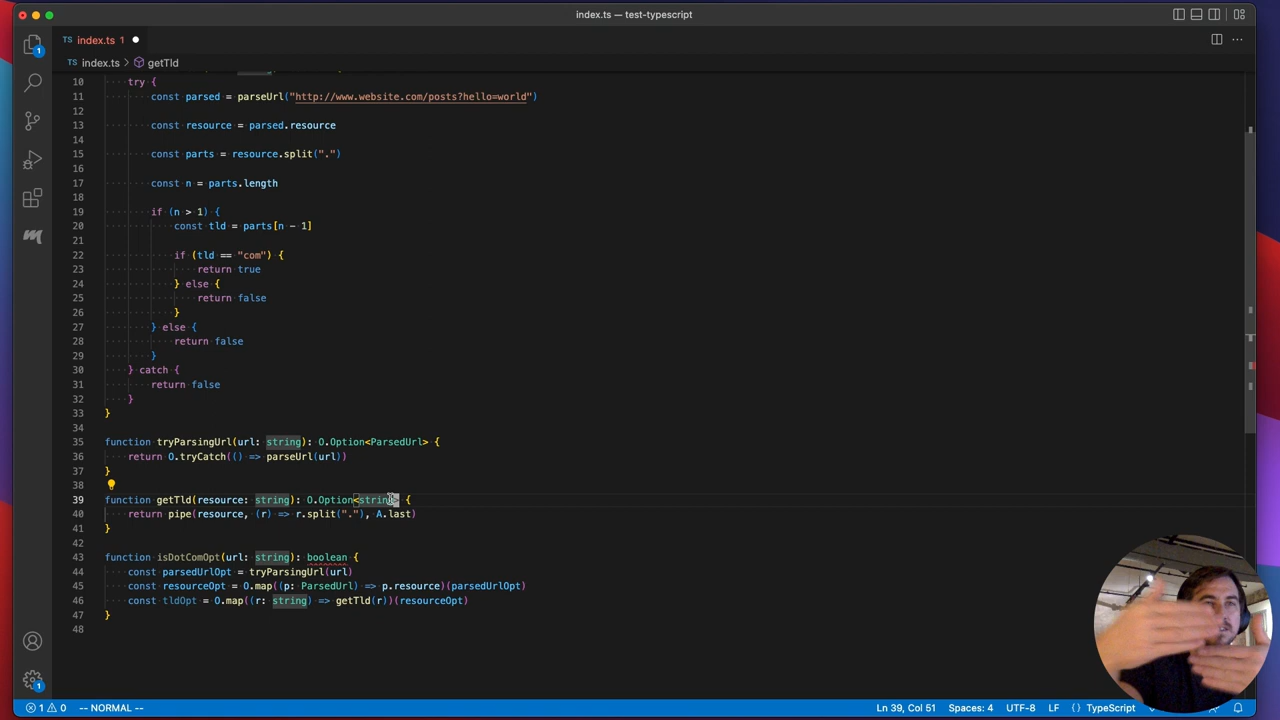 index.ts — test-typescript
TS index.ts 1
TS index.ts > getTld
10 try {
11 const parsed = parseUrl("http://www.website.com/posts?hello=world")
12
13 const resource = parsed.resource
14
15 const parts = resource.split(".")
16
17 const n = parts.length
18
19 if (n > 1) {
20 const tld = parts[n - 1]
21
22 if (tld == "com") {
23 return true
24 } else {
25 return false
26 }
27 } else {
28 return false
29 }
30 } catch {
31 return false
32 }
33 }
34
35 function tryParsingUrl(url: string): O.Option<ParsedUrl> {
36 return O.tryCatch(() => parseUrl(url))
37 }
38
39 function getTld(resource: string): O.Option<string> {
40 return pipe(resource, (r) => r.split("."), A.last)
41 }
42
43 function isDotComOpt(url: string): boolean {
44 const parsedUrlOpt = tryParsingUrl(url)
45 const resourceOpt = O.map((p: ParsedUrl) => p.resource)(parsedUrlOpt)
46 const tldOpt = O.map((r: string) => getTld(r))(resourceOpt)
47 }
48
1
1
1 0 -- NORMAL -- Ln 39, Col 51 Spaces: 4 UTF-8 LF {} TypeScript